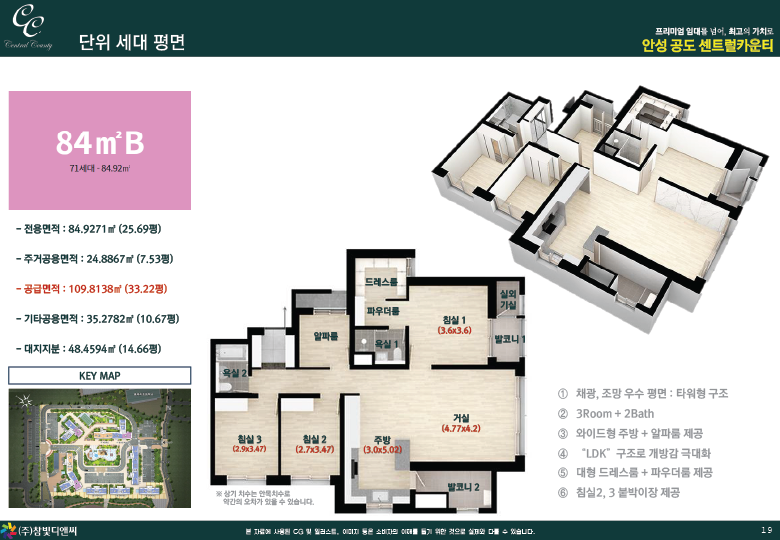 CC
Central County
단위 세대 평면
프리미엄 임대를 넘어, 최고의 가치로
안성 공도 센트럴카운티
84㎡B
71세대 - 84.92㎡
- 전용면적 : 84.9271㎡ (25.69평)
- 주거공용면적 : 24.8867㎡ (7.53평)
- 공급면적 : 109.8138㎡ (33.22평)
- 기타공용면적 : 35.2782㎡ (10.67평)
- 대지지분 : 48.4594㎡ (14.66평)
KEY MAP
드레스룸
파우더룸
알파룸
욕실 1
욕실 2
침실 1
(3.6x3.6)
실외
기실
발코니 1
거실
(4.77x4.2)
주방
(3.0x5.02)
침실 3
(2.9x3.47)
침실 2
(2.7x3.47)
발코니 2
※ 상기 치수는 안목치수로
약간의 오차가 있을 수 있습니다.
① 채광, 조망 우수 평면 : 타워형 구조
② 3Room + 2Bath
③ 와이드형 주방 + 알파룸 제공
④ “LDK” 구조로 개방감 극대화
⑤ 대형 드레스룸 + 파우더룸 제공
⑥ 침실2, 3 붙박이장 제공
(주)참빛디앤씨
본 자료에 사용된 CG 및 일러스트, 이미지 등은 소비자의 이해를 돕기 위한 것으로 실제와 다를 수 있습니다.
19